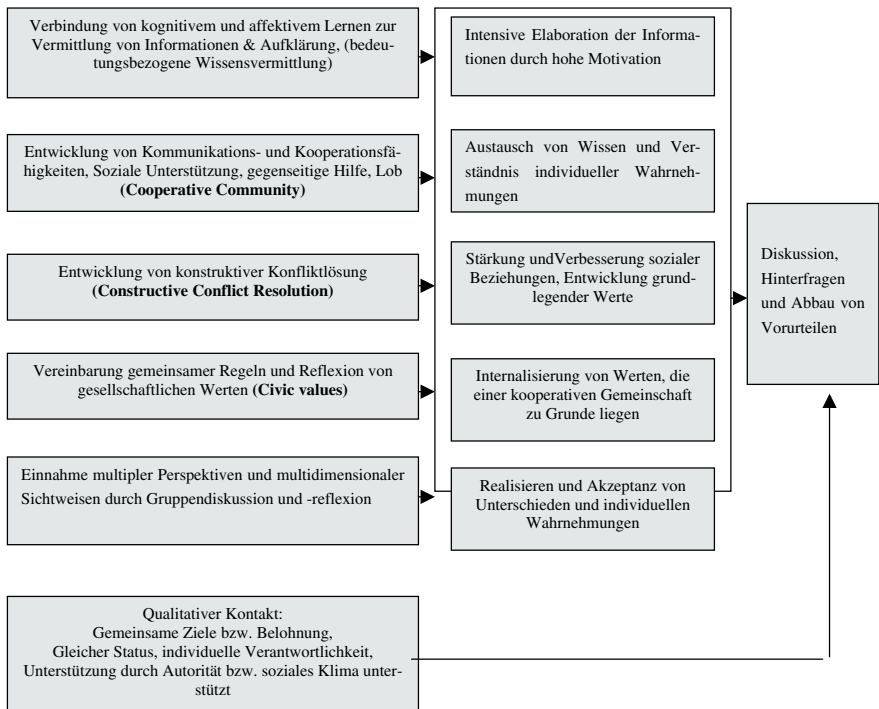 Verbindung von kognitivem und affektivem Lernen zur
Vermittlung von Informationen & Aufklärung, (bedeu-
tungsbezogene Wissensvermittlung)
Intensive Elaboration der Informa-
tionen durch hohe Motivation
Entwicklung von Kommunikations- und Kooperationsfä-
higkeiten, Soziale Unterstützung, gegenseitige Hilfe, Lob
(Cooperative Community)
Austausch von Wissen und Ver-
ständnis individueller Wahrneh-
mungen
Entwicklung von konstruktiver Konfliktlösung
(Constructive Conflict Resolution)
Stärkung undVerbesserung sozialer
Beziehungen, Entwicklung grund-
legender Werte
Vereinbarung gemeinsamer Regeln und Reflexion von
gesellschaftlichen Werten (Civic values)
Internalisierung von Werten, die
einer kooperativen Gemeinschaft
zu Grunde liegen
Einnahme multipler Perspektiven und multidimensionaler
Sichtweisen durch Gruppendiskussion und -reflexion
Realisieren und Akzeptanz von
Unterschieden und individuellen
Wahrnehmungen
Diskussion,
Hinterfragen
und Abbau von
Vorurteilen
Qualitativer Kontakt:
Gemeinsame Ziele bzw. Belohnung,
Gleicher Status, individuelle Verantwortlichkeit,
Unterstützung durch Autorität bzw. soziales Klima unter-
stützt